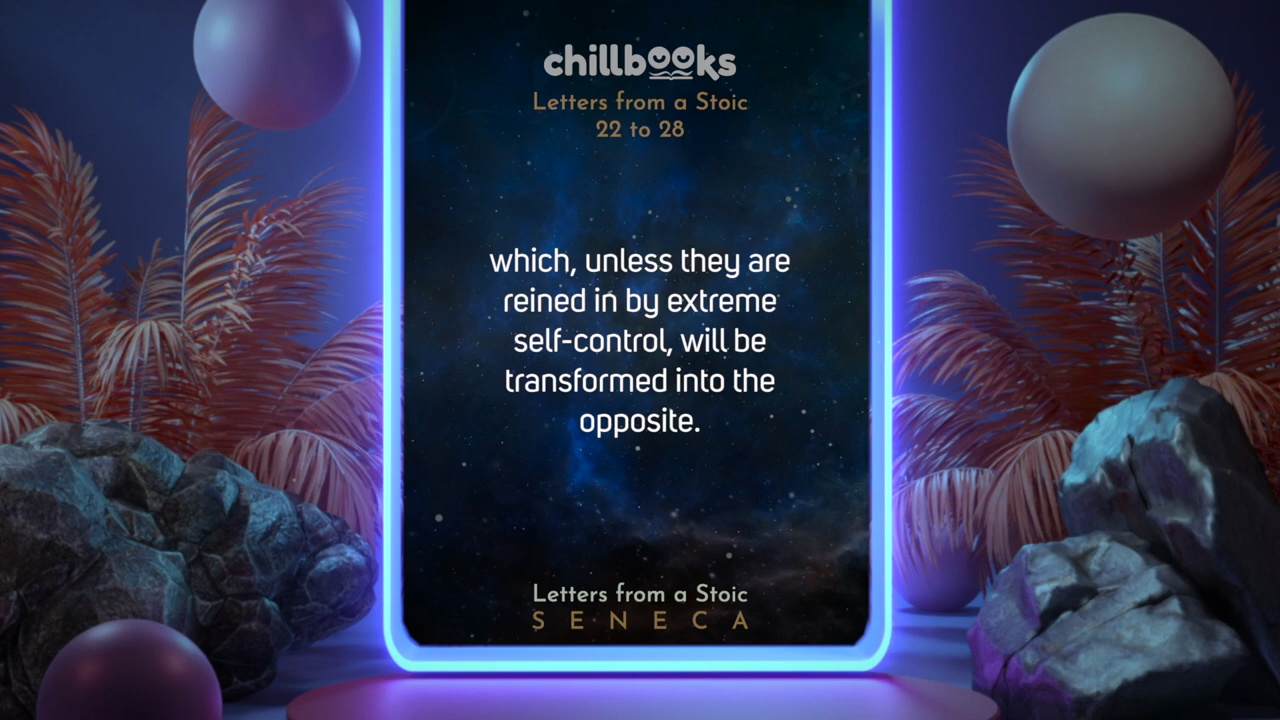 chillbooks
Letters from a Stoic
22 to 28
which, unless they are
reined in by extreme
self-control, will be
transformed into the
opposite.
Letters from a Stoic
SENECA